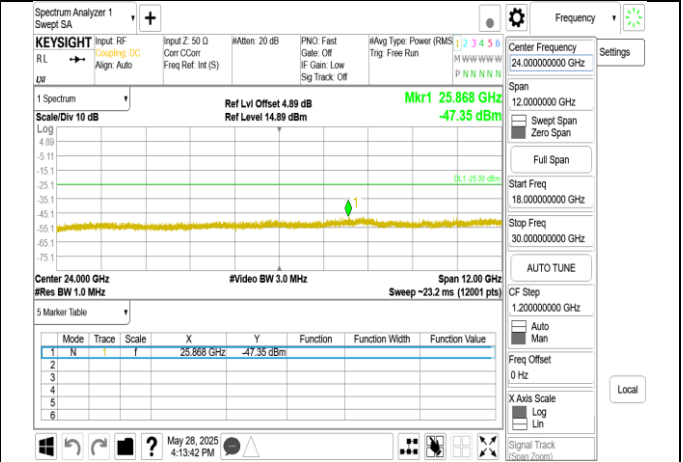 Spectrum Analyzer 1
Swept SA
Frequency
KEYSIGHT
RL
Input: RF
Coupling: DC
Align: Auto
Input Z: 50 Ω
Corr CCorr
Freq Ref: Int (S)
#Atten: 20 dB
PNO: Fast
Gate: Off
IF Gain: Low
Sig Track: Off
#Avg Type: Power (RMS
Trig: Free Run
1 2 3 4 5 6
M W W W W W
P N N N N N
Center Frequency
24.000000000 GHz
Settings
Span
12.0000000 GHz
Swept Span
Zero Span
Full Span
Start Freq
18.000000000 GHz
Stop Freq
30.000000000 GHz
AUTO TUNE
CF Step
1.200000000 GHz
Auto
Man
Freq Offset
0 Hz
X Axis Scale
Log
Lin
Signal Track
(Span Zoom)
Local
1 Spectrum
Scale/Div 10 dB
Ref Lvl Offset 4.89 dB
Ref Level 14.89 dBm
Mkr1 25.868 GHz
-47.35 dBm
Log
4.89
-5.11
-15.1
-25.1
-35.1
-45.1
-55.1
-65.1
-75.1
DL1 -25.00 dBm
1
Center 24.000 GHz
#Res BW 1.0 MHz
#Video BW 3.0 MHz
Span 12.00 GHz
Sweep ~23.2 ms (12001 pts)
5 Marker Table
Mode Trace Scale X Y Function Function Width Function Value
1 N 1 f 25.868 GHz -47.35 dBm
2
3
4
5
6
May 28, 2025
4:13:42 PM